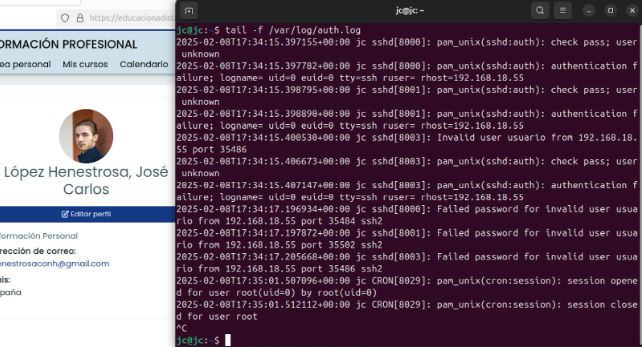 https://educacionadist
ORMACIÓN PROFESIONAL
ea personal Mis cursos Calendario
López Henestrosa, José
Carlos
Editar perfil
formación Personal
rección de correo:
enestrosaconh@gmail.com
aís:
paña
jc@jc: ~
jc@jc:~$ tail -f /var/log/auth.log
2025-02-08T17:34:15.397155+00:00 jc sshd[8000]: pam_unix(sshd:auth): check pass; user
unknown
2025-02-08T17:34:15.397782+00:00 jc sshd[8000]: pam_unix(sshd:auth): authentication f
ailure; logname= uid=0 euid=0 tty=ssh ruser= rhost=192.168.18.55
2025-02-08T17:34:15.398795+00:00 jc sshd[8001]: pam_unix(sshd:auth): check pass; user
unknown
2025-02-08T17:34:15.398890+00:00 jc sshd[8001]: pam_unix(sshd:auth): authentication f
ailure; logname= uid=0 euid=0 tty=ssh ruser= rhost=192.168.18.55
2025-02-08T17:34:15.400530+00:00 jc sshd[8003]: Invalid user usuario from 192.168.18.
55 port 35486
2025-02-08T17:34:15.406673+00:00 jc sshd[8003]: pam_unix(sshd:auth): check pass; user
unknown
2025-02-08T17:34:15.407147+00:00 jc sshd[8003]: pam_unix(sshd:auth): authentication f
ailure; logname= uid=0 euid=0 tty=ssh ruser= rhost=192.168.18.55
2025-02-08T17:34:17.196934+00:00 jc sshd[8000]: Failed password for invalid user usua
rio from 192.168.18.55 port 35484 ssh2
2025-02-08T17:34:17.197872+00:00 jc sshd[8001]: Failed password for invalid user usua
rio from 192.168.18.55 port 35502 ssh2
2025-02-08T17:34:17.205668+00:00 jc sshd[8003]: Failed password for invalid user usua
rio from 192.168.18.55 port 35486 ssh2
2025-02-08T17:35:01.507096+00:00 jc CRON[8029]: pam_unix(cron:session): session opene
d for user root(uid=0) by root(uid=0)
2025-02-08T17:35:01.512112+00:00 jc CRON[8029]: pam_unix(cron:session): session close
d for user root
^C
jc@jc:~$